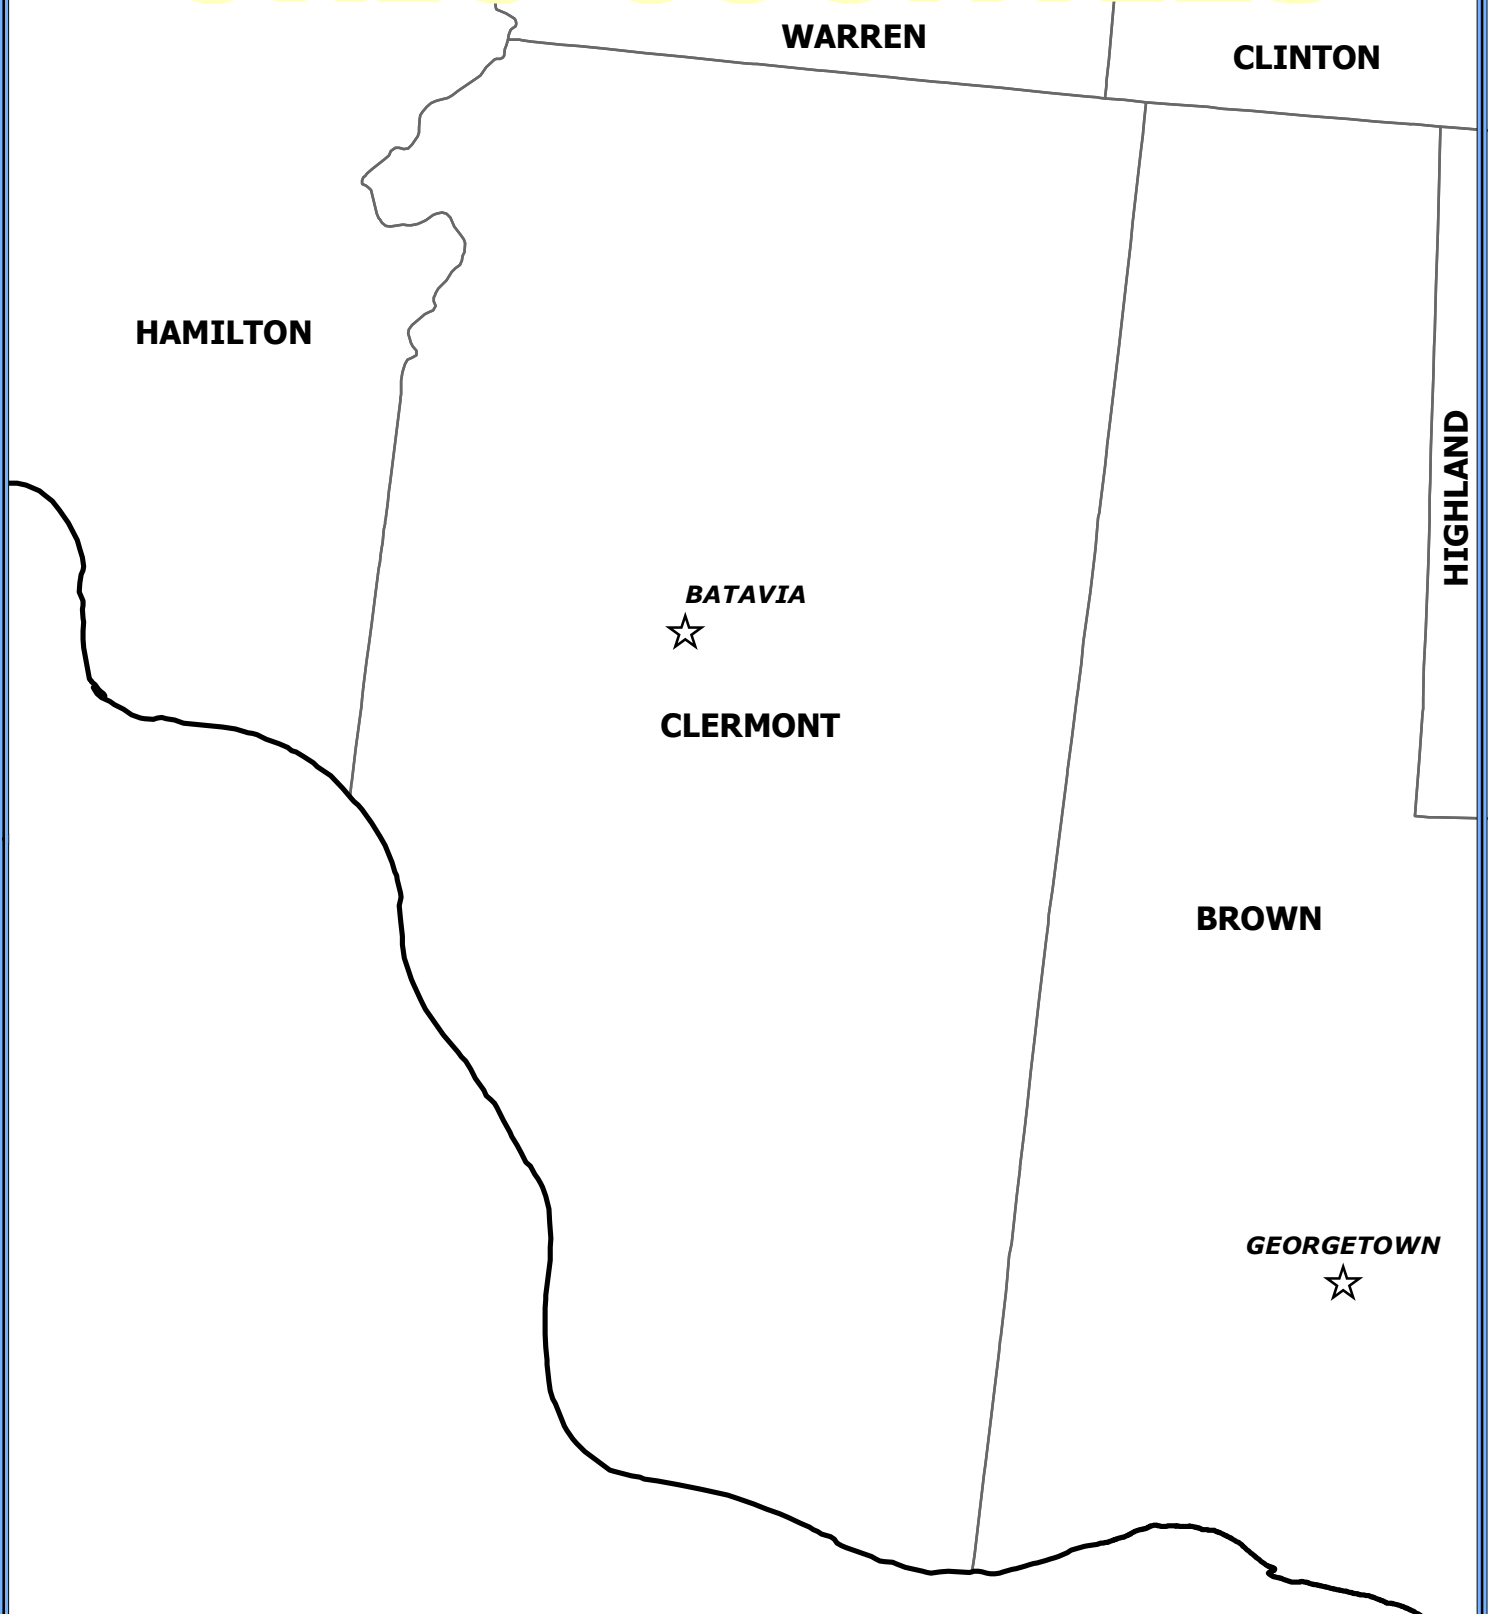 WARREN
CLINTON
HAMILTON
HIGHLAND
BATAVIA
CLERMONT
BROWN
GEORGETOWN